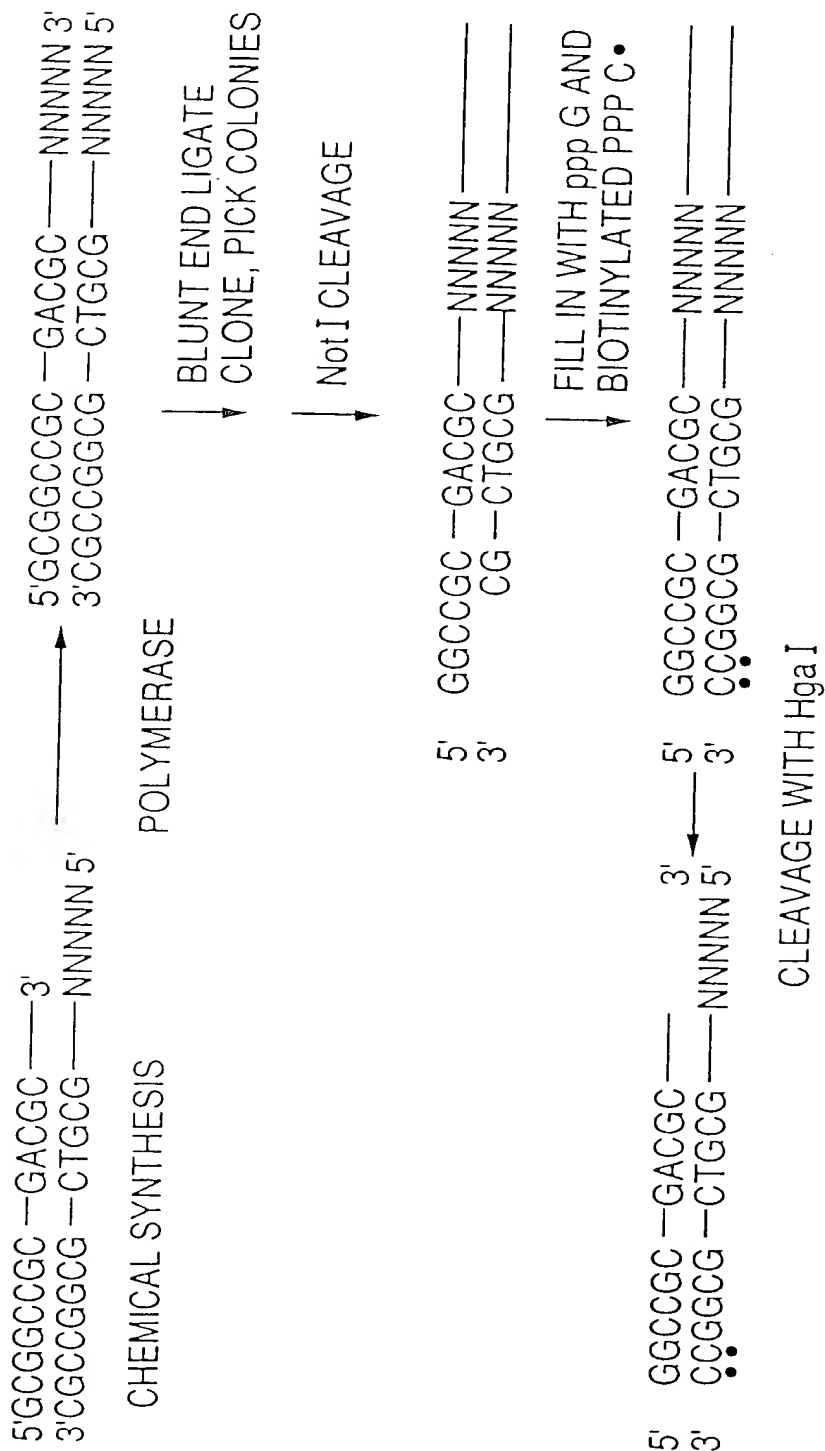 5'GCGGCCGC —GACGC——3'
3'CGCCGGCG —CTGCG——NNNNN 5'
CHEMICAL SYNTHESIS
POLYMERASE
5'GCGGCCGC —GACGC——NNNNN 3'
3'CGCCGGCG —CTGCG——NNNNN 5'
BLUNT END LIGATE
CLONE, PICK COLONIES
NotI CLEAVAGE
5' GGCCGC —GACGC——NNNNN——
3' CG —CTGCG——NNNNN——
FILL IN WITH ppp G AND
BIOTINYLATED PPP C•
5' GGCCGC —GACGC——NNNNN——
3' CCGGCG —CTGCG——NNNNN——
••
CLEAVAGE WITH HgaI
5' GGCCGC —GACGC—— 3'
3' CCGGCG —CTGCG——NNNNN 5'
••